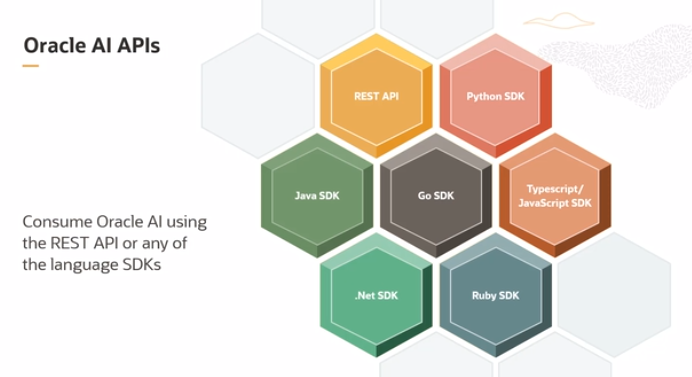 Oracle AI APIs
REST API
Python SDK
Java SDK
Go SDK
Typescript/
JavaScript SDK
Consume Oracle AI using
the REST API or any of
the language SDKs
.Net SDK
Ruby SDK